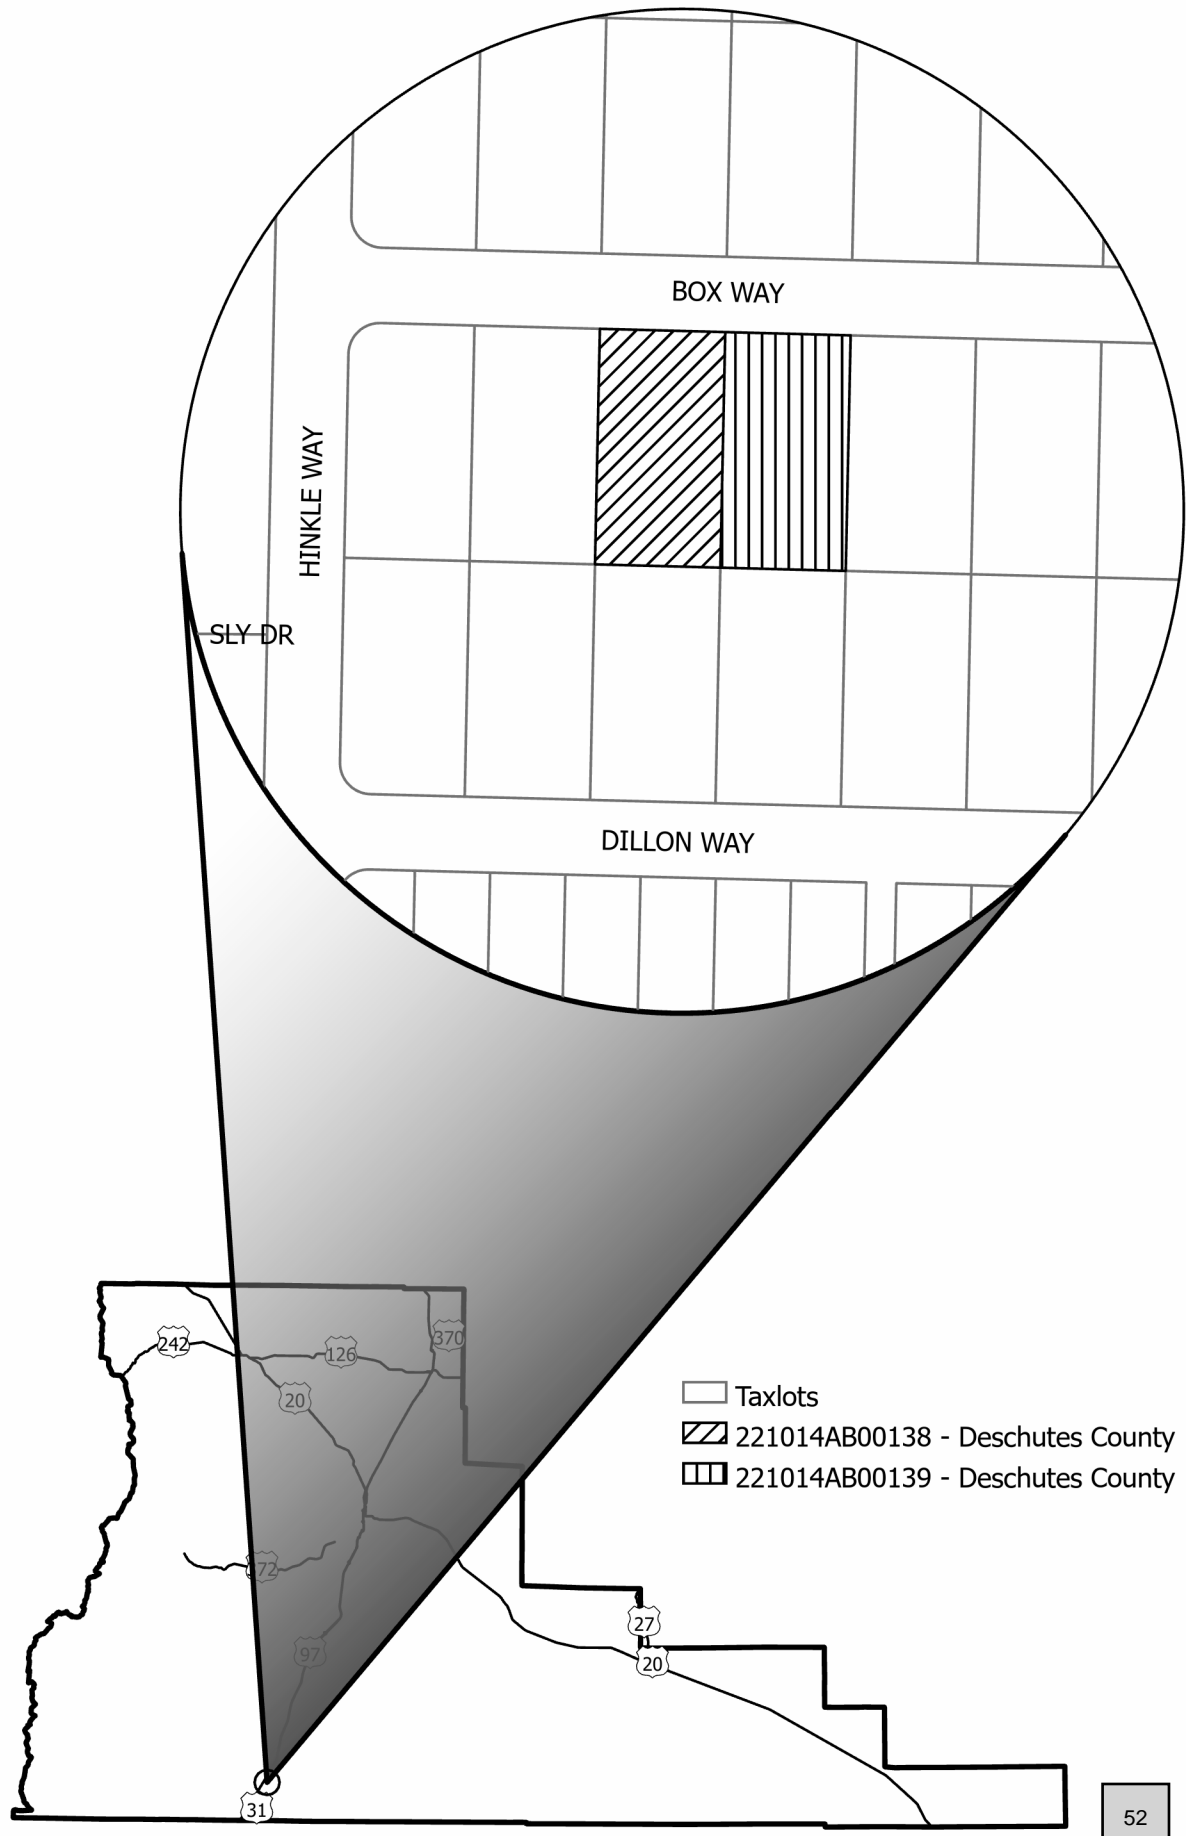 BOX WAY
HINKLE WAY
SLY DR
DILLON WAY
370
242
126
20
Taxlots
221014AB00138 - Deschutes County
221014AB00139 - Deschutes County
372
27
97
20
31
52